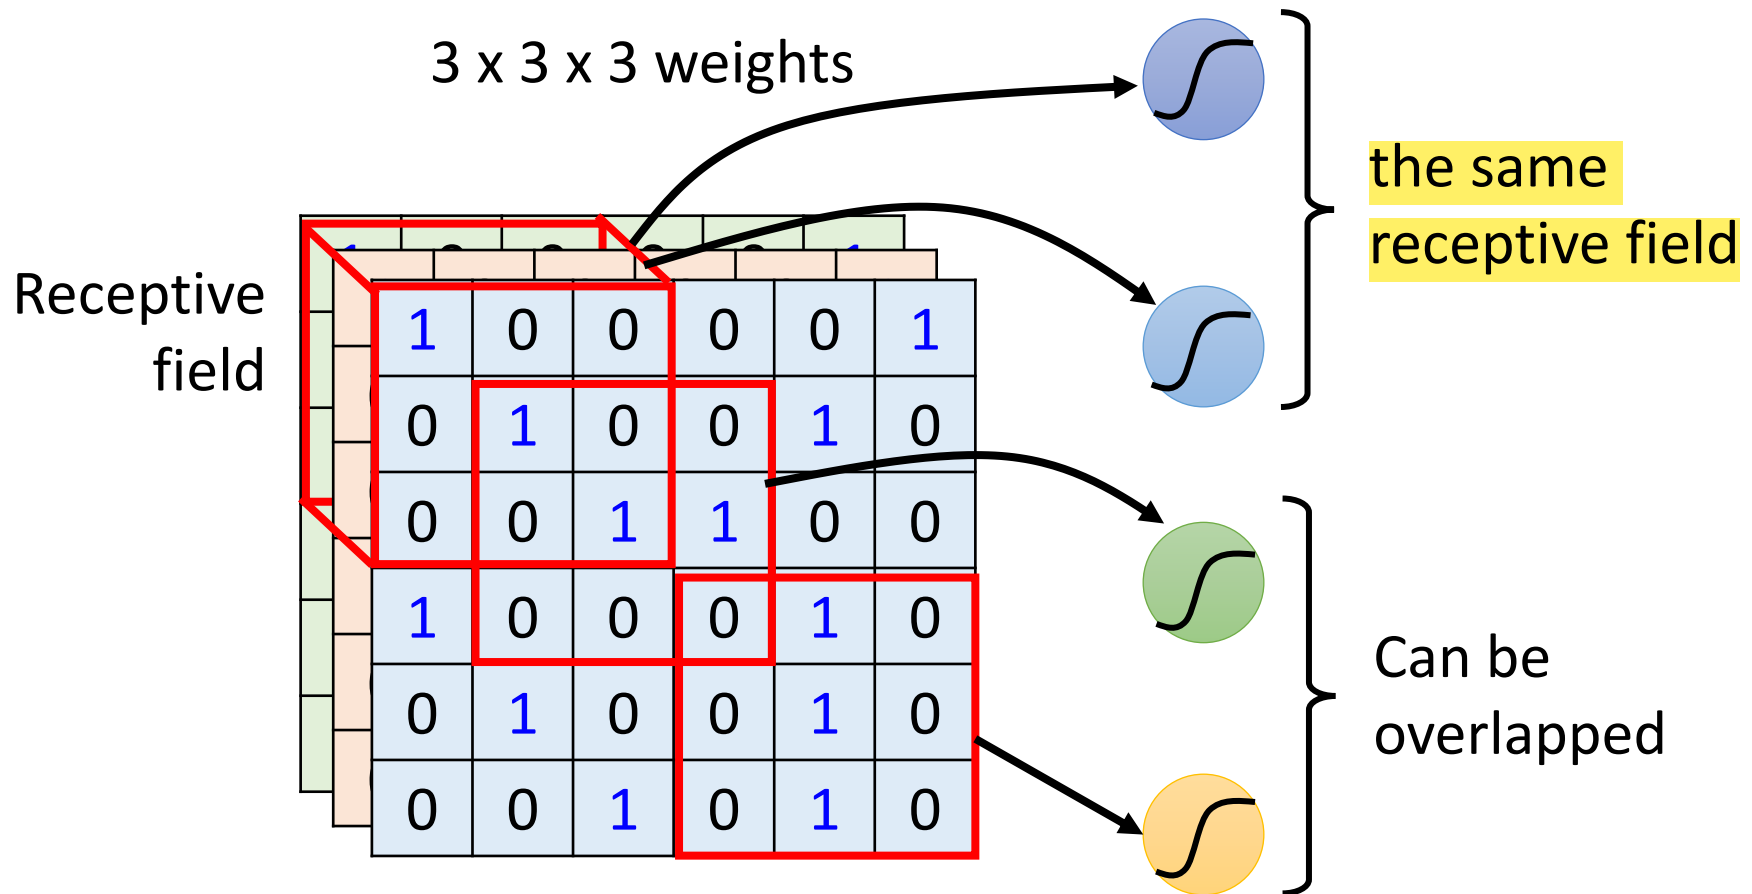 3 x 3 x 3 weights
the same
receptive field
Receptive
field
1 0 0 0 0 1
0 1 0 0 1 0
0 0 1 1 0 0
1 0 0 0 1 0
0 1 0 0 1 0
0 0 1 0 1 0
Can be
overlapped